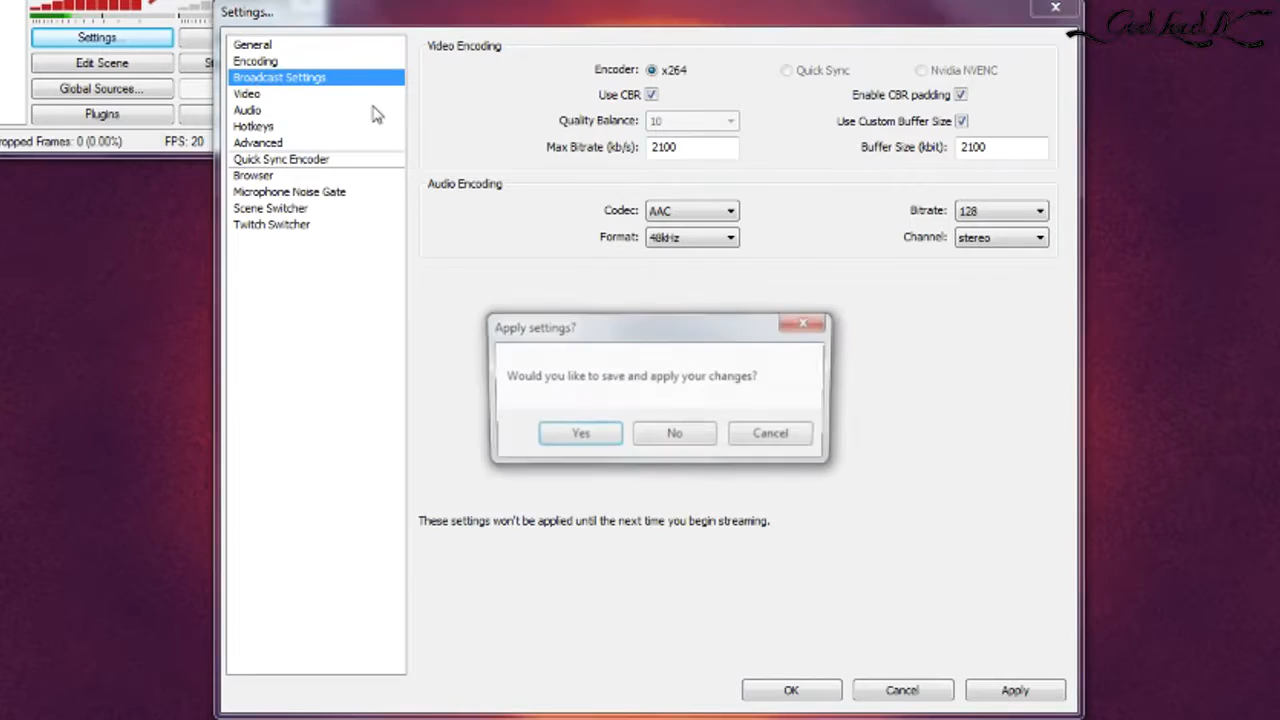 Settings...
Settings...
Edit Scene
Global Sources...
Plugins
ropped Frames: 0 (0.00%) FPS: 20
General
Encoding
Broadcast Settings
Video
Audio
Hotkeys
Advanced
Quick Sync Encoder
Browser
Microphone Noise Gate
Scene Switcher
Twitch Switcher
Video Encoding
Encoder: x264 Quick Sync Nvidia NVENC
Use CBR Enable CBR padding
Quality Balance: 10 Use Custom Buffer Size
Max Bitrate (kb/s): 2100 Buffer Size (kbit): 2100
Audio Encoding
Codec: AAC Bitrate: 128
Format: 48kHz Channel: stereo
Apply settings?
Would you like to save and apply your changes?
Yes No Cancel
These settings won't be applied until the next time you begin streaming.
OK Cancel Apply